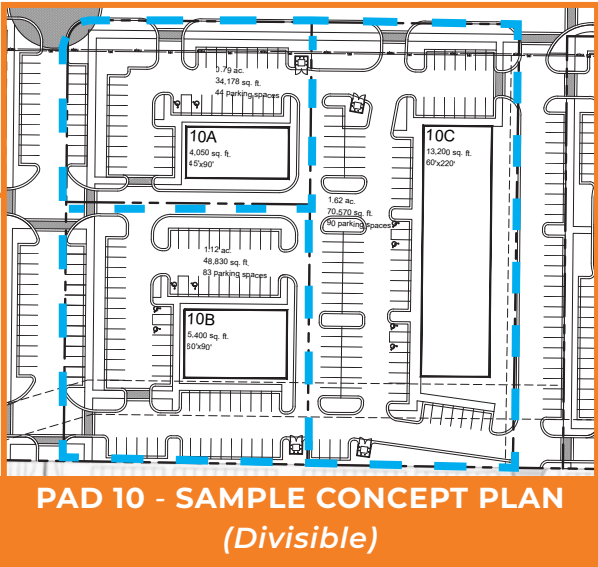 0.79 ac.
34,178 sq. ft.
44 parking spaces
10A
4,050 sq. ft.
45'x90'
10C
13,200 sq. ft.
60'x220'
1.62 ac.
70,570 sq. ft.
90 parking spaces
1.12 ac.
48,830 sq. ft.
83 parking spaces
10B
5,400 sq. ft.
60'x90'
PAD 10 - SAMPLE CONCEPT PLAN
(Divisible)